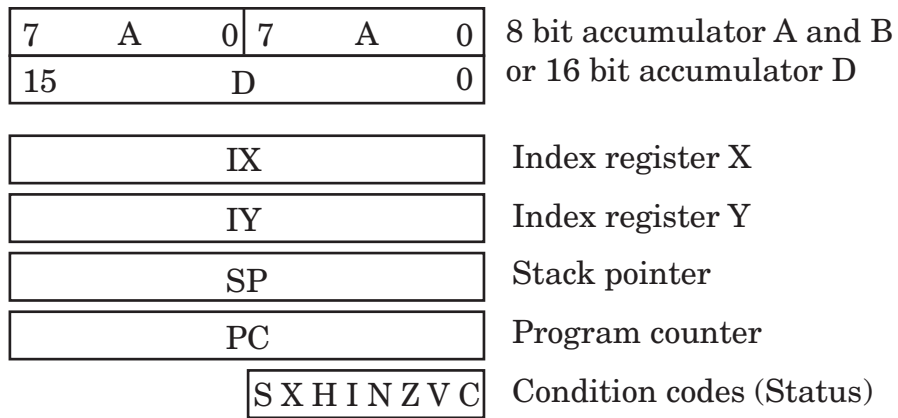 7 A 0 7 A 0 8 bit accumulator A and B
15 D 0 or 16 bit accumulator D
IX Index register X
IY Index register Y
SP Stack pointer
PC Program counter
S X H I N Z V C Condition codes (Status)